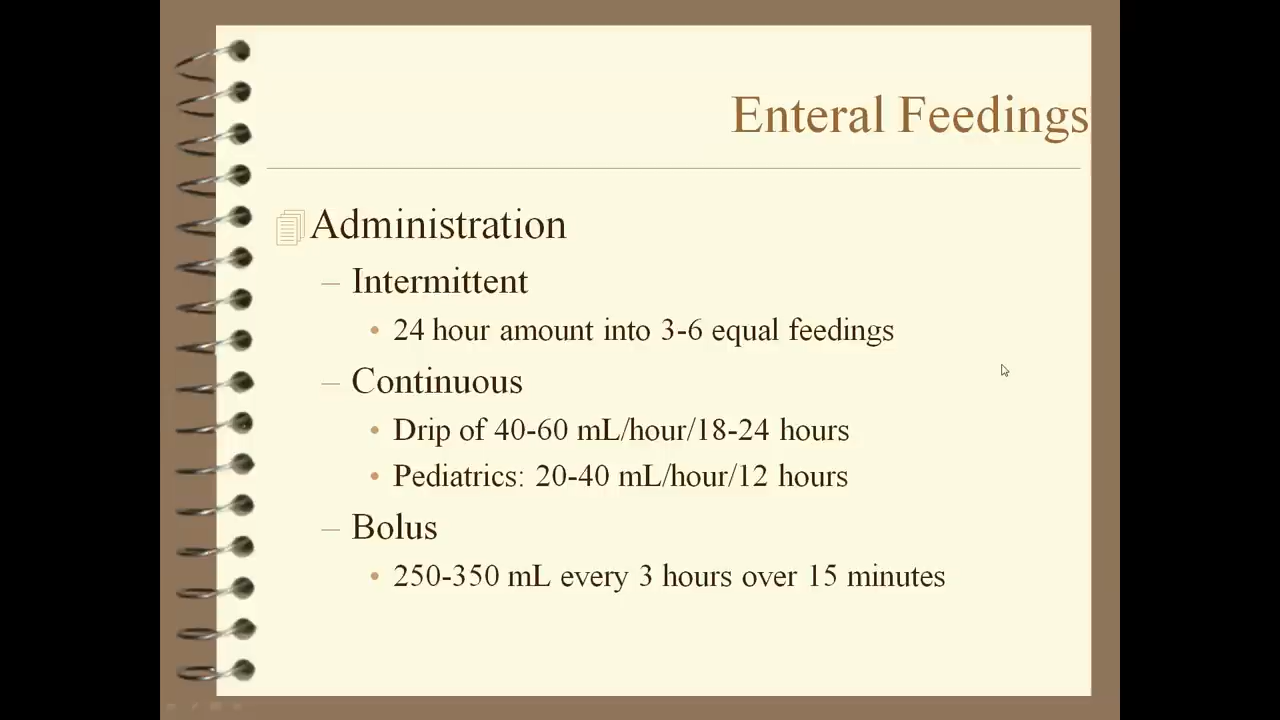 Enteral Feedings
Administration
– Intermittent
• 24 hour amount into 3-6 equal feedings
– Continuous
• Drip of 40-60 mL/hour/18-24 hours
• Pediatrics: 20-40 mL/hour/12 hours
– Bolus
• 250-350 mL every 3 hours over 15 minutes